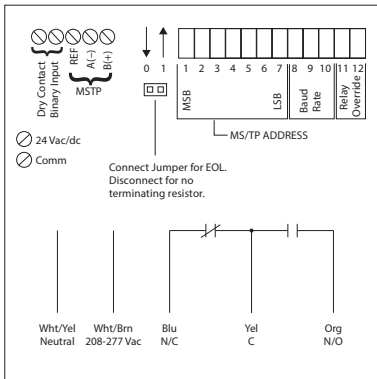 Dry Contact
Binary Input
REF
A(−)
B(+)
MSTP
0 1
1 2 3 4 5 6 7 8 9 10 11 12
MSB
LSB
Baud
Rate
Relay
Override
MS/TP ADDRESS
24 Vac/dc
Comm
Connect Jumper for EOL.
Disconnect for no
terminating resistor.
Wht/Yel Wht/Brn Blu Yel Org
Neutral 208-277 Vac N/C C N/O